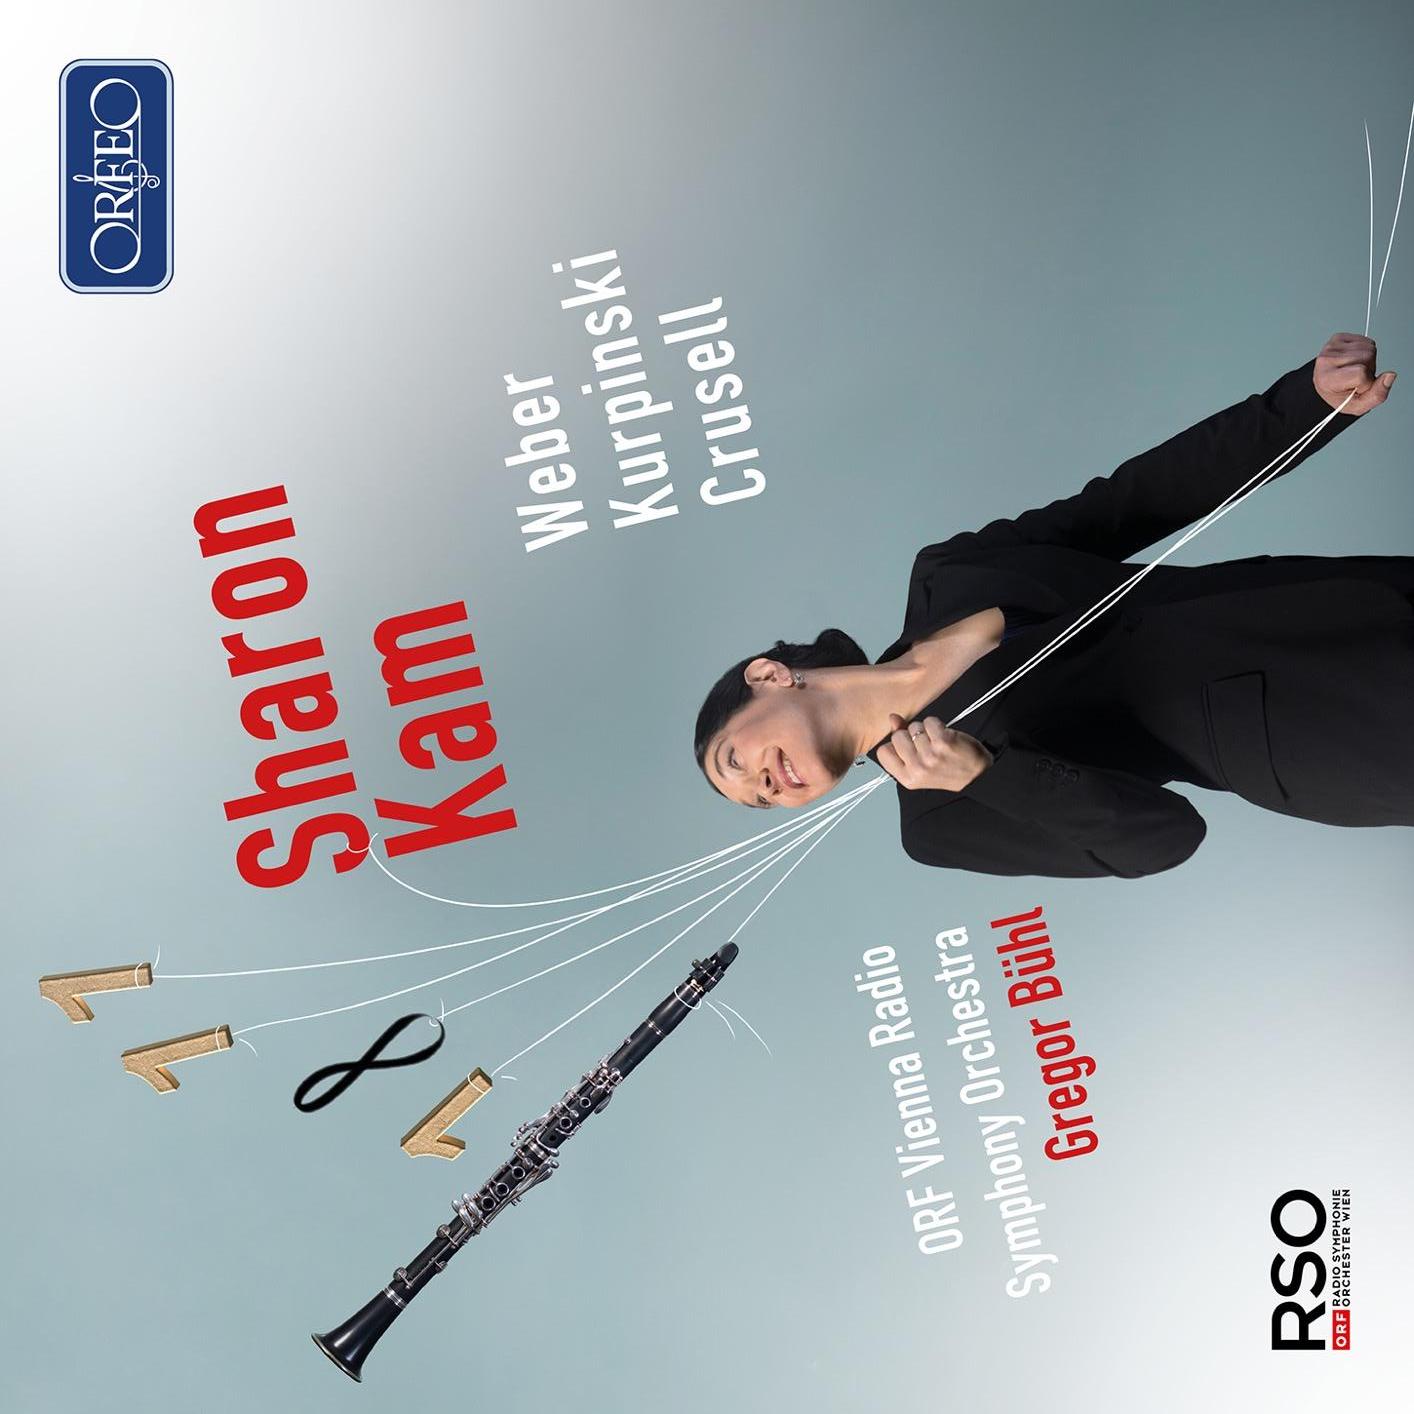 ORFEO
1811
Sharon
Kam
Weber
Kurpinski
Crusell
ORF Vienna Radio
Symphony Orchestra
Gregor Bühl
RSO
ORF RADIO SYMPHONIE
ORCHESTER WIEN